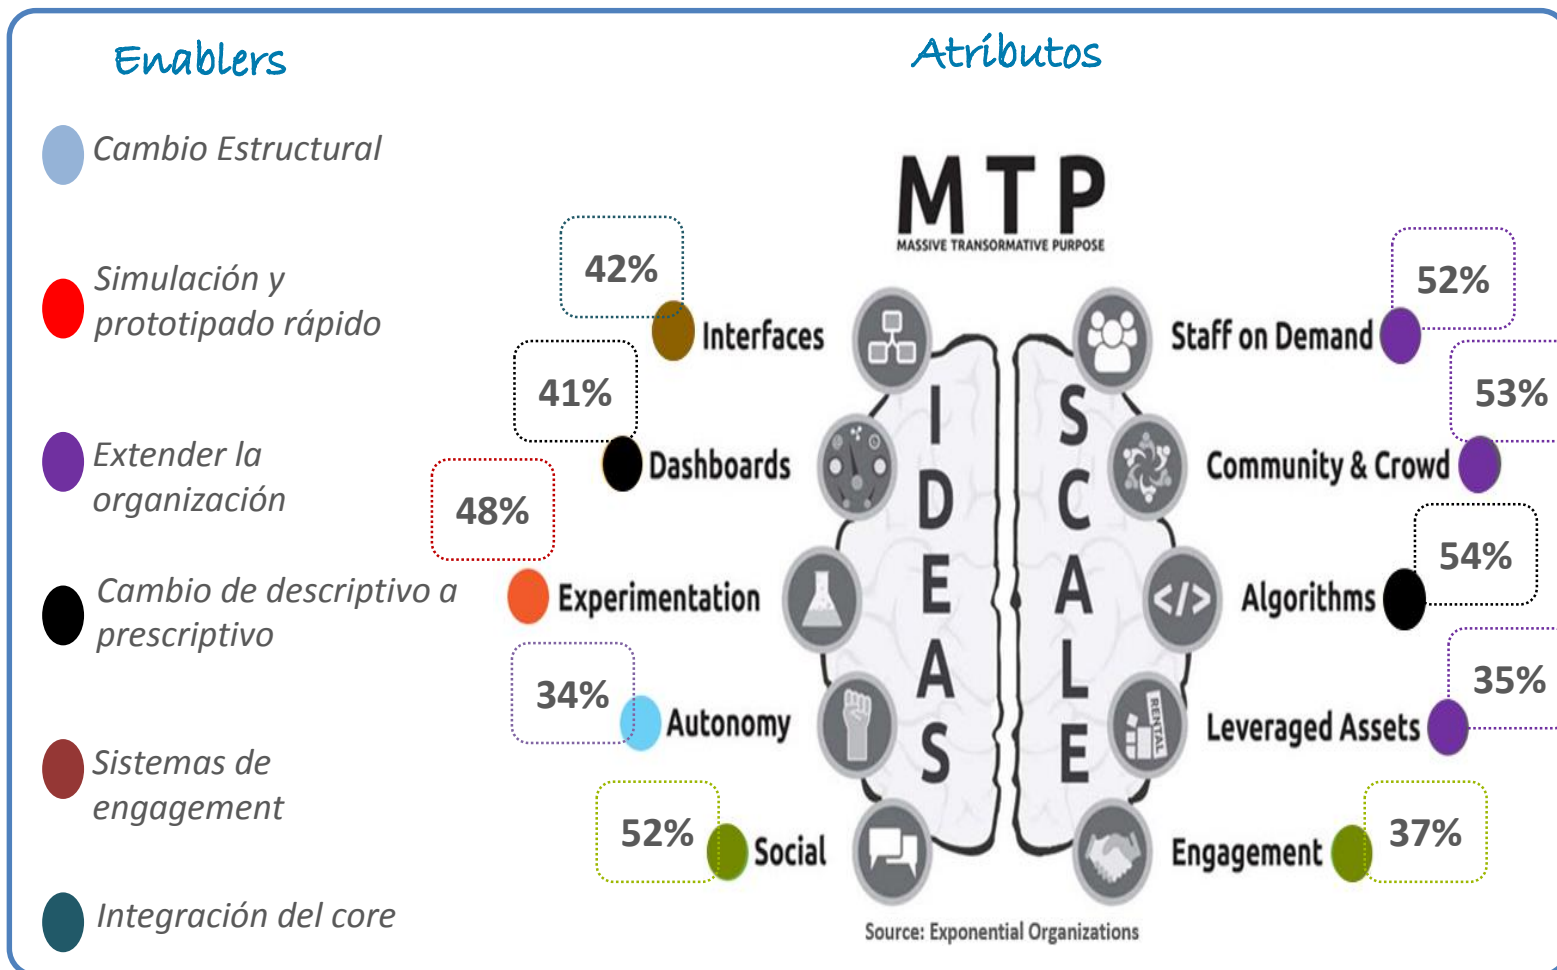 Enablers
Cambio Estructural
Simulación y
prototipado rápido
Extender la
organización
Cambio de descriptivo a
prescriptivo
Sistemas de
engagement
Integración del core
Atributos
MTP
MASSIVE TRANSORMATIVE PURPOSE
42%
Interfaces
41%
Dashboards
48%
Experimentation
34%
Autonomy
52%
Social
IDEAS
SCALE
52%
Staff on Demand
53%
Community & Crowd
54%
</>
Algorithms
35%
RENTAL
Leveraged Assets
37%
Engagement
Source: Exponential Organizations